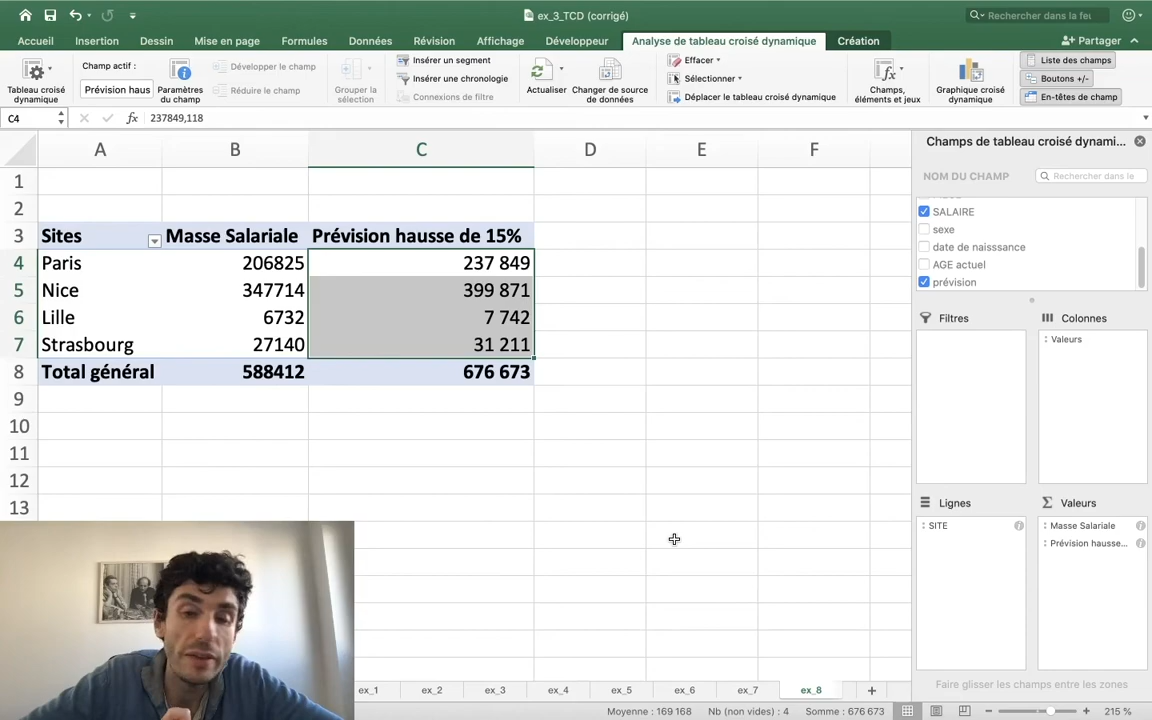 ex_3_TCD (corrigé)
Rechercher dans la feu
Accueil Insertion Dessin Mise en page Formules Données Révision Affichage Développeur Analyse de tableau croisé dynamique Création Partager
Tableau croisé dynamique
Champ actif :
Prévision haus
Paramètres du champ
Développer le champ
Réduire le champ
Grouper la sélection
Insérer un segment
Insérer une chronologie
Connexions de filtre
Actualiser
Changer de source de données
Effacer
Sélectionner
Déplacer le tableau croisé dynamique
Champs, éléments et jeux
Graphique croisé dynamique
Liste des champs
Boutons +/-
En-têtes de champ
C4 fx 237849,118
A B C D E F
1
2
3 Sites Masse Salariale Prévision hausse de 15%
4 Paris 206825 237 849
5 Nice 347714 399 871
6 Lille 6732 7 742
7 Strasbourg 27140 31 211
8 Total général 588412 676 673
9
10
11
12
13
Champs de tableau croisé dynami...
NOM DU CHAMP Rechercher dans le
SALAIRE
sexe
date de naisssance
AGE actuel
prévision
Filtres Colonnes
Valeurs
Lignes Valeurs
SITE Masse Salariale
Prévision hausse...
Faire glisser les champs entre les zones
ex_1 ex_2 ex_3 ex_4 ex_5 ex_6 ex_7 ex_8 +
Moyenne : 169 168 Nb (non vides) : 4 Somme : 676 673 215 %